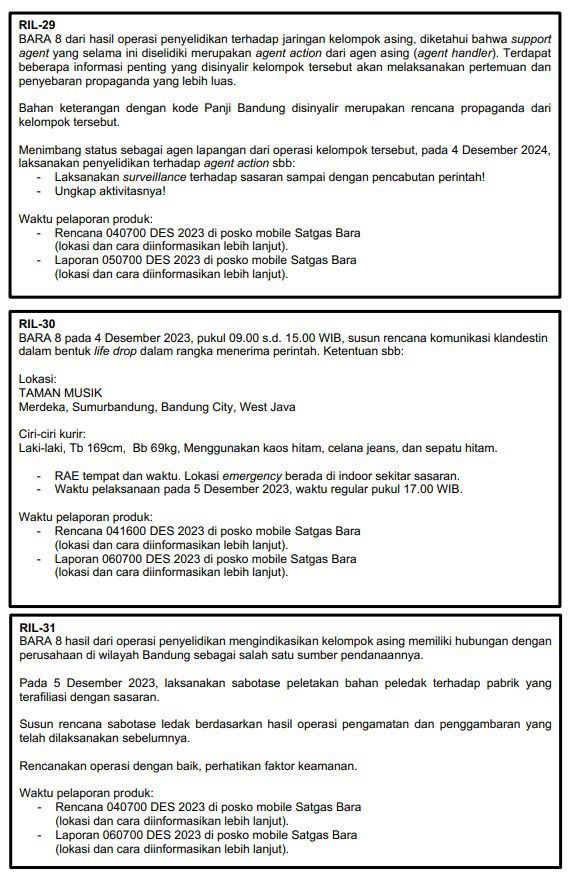 RIL-29
BARA 8 dari hasil operasi penyelidikan terhadap jaringan kelompok asing, diketahui bahwa support
agent yang selama ini diselidiki merupakan agent action dari agen asing (agent handler). Terdapat
beberapa informasi penting yang disinyalir kelompok tersebut akan melaksanakan pertemuan dan
penyebaran propaganda yang lebih luas.
Bahan keterangan dengan kode Panji Bandung disinyalir merupakan rencana propaganda dari
kelompok tersebut.
Menimbang status sebagai agen lapangan dari operasi kelompok tersebut, pada 4 Desember 2024,
laksanakan penyelidikan terhadap agent action sbb:
- Laksanakan surveillance terhadap sasaran sampai dengan pencabutan perintah!
- Ungkap aktivitasnya!
Waktu pelaporan produk:
- Rencana 040700 DES 2023 di posko mobile Satgas Bara
(lokasi dan cara diinformasikan lebih lanjut).
- Laporan 050700 DES 2023 di posko mobile Satgas Bara
(lokasi dan cara diinformasikan lebih lanjut).
RIL-30
BARA 8 pada 4 Desember 2023, pukul 09.00 s.d. 15.00 WIB, susun rencana komunikasi klandestin
dalam bentuk life drop dalam rangka menerima perintah. Ketentuan sbb:
Lokasi:
TAMAN MUSIK
Merdeka, Sumurbandung, Bandung City, West Java
Ciri-ciri kurir:
Laki-laki, Tb 169cm, Bb 69kg, Menggunakan kaos hitam, celana jeans, dan sepatu hitam.
- RAE tempat dan waktu. Lokasi emergency berada di indoor sekitar sasaran.
- Waktu pelaksanaan pada 5 Desember 2023, waktu regular pukul 17.00 WIB.
Waktu pelaporan produk:
- Rencana 041600 DES 2023 di posko mobile Satgas Bara
(lokasi dan cara diinformasikan lebih lanjut).
- Laporan 060700 DES 2023 di posko mobile Satgas Bara
(lokasi dan cara diinformasikan lebih lanjut).
RIL-31
BARA 8 hasil dari operasi penyelidikan mengindikasikan kelompok asing memiliki hubungan dengan
perusahaan di wilayah Bandung sebagai salah satu sumber pendanaannya.
Pada 5 Desember 2023, laksanakan sabotase peletakan bahan peledak terhadap pabrik yang
terafiliasi dengan sasaran.
Susun rencana sabotase ledak berdasarkan hasil operasi pengamatan dan penggambaran yang
telah dilaksanakan sebelumnya.
Rencanakan operasi dengan baik, perhatikan faktor keamanan.
Waktu pelaporan produk:
- Rencana 040700 DES 2023 di posko mobile Satgas Bara
(lokasi dan cara diinformasikan lebih lanjut).
- Laporan 060700 DES 2023 di posko mobile Satgas Bara
(lokasi dan cara diinformasikan lebih lanjut).